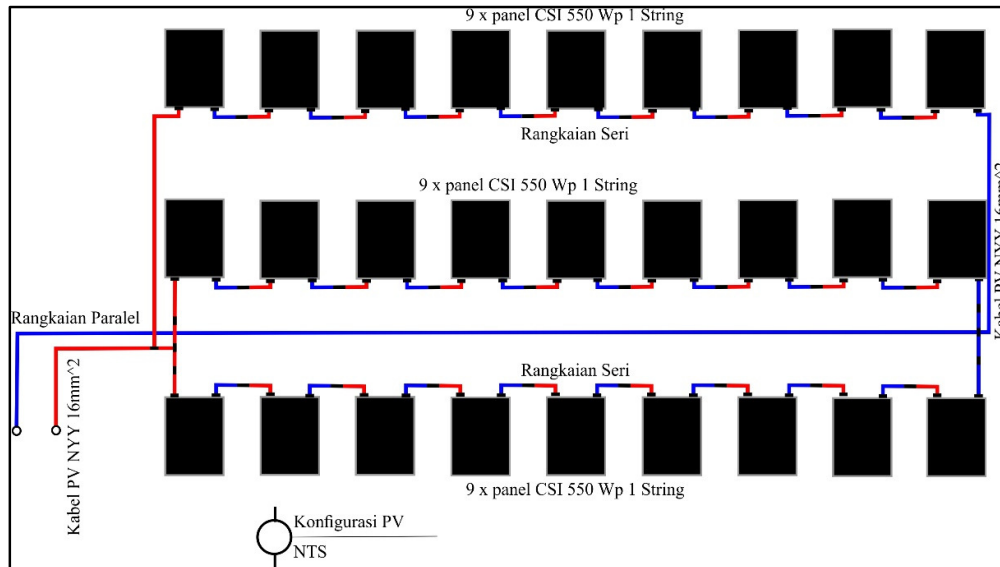 9 x panel CSI 550 Wp 1 String
Rangkaian Seri
9 x panel CSI 550 Wp 1 String
Kabel PV NYY 16mm^2
Rangkaian Paralel
Rangkaian Seri
Kabel PV NYY 16mm^2
9 x panel CSI 550 Wp 1 String
Konfigurasi PV
NTS